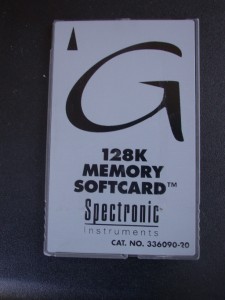 G
128K
MEMORY
SOFTCARD™
Spectronic
Instruments
CAT. NO. 336090-20